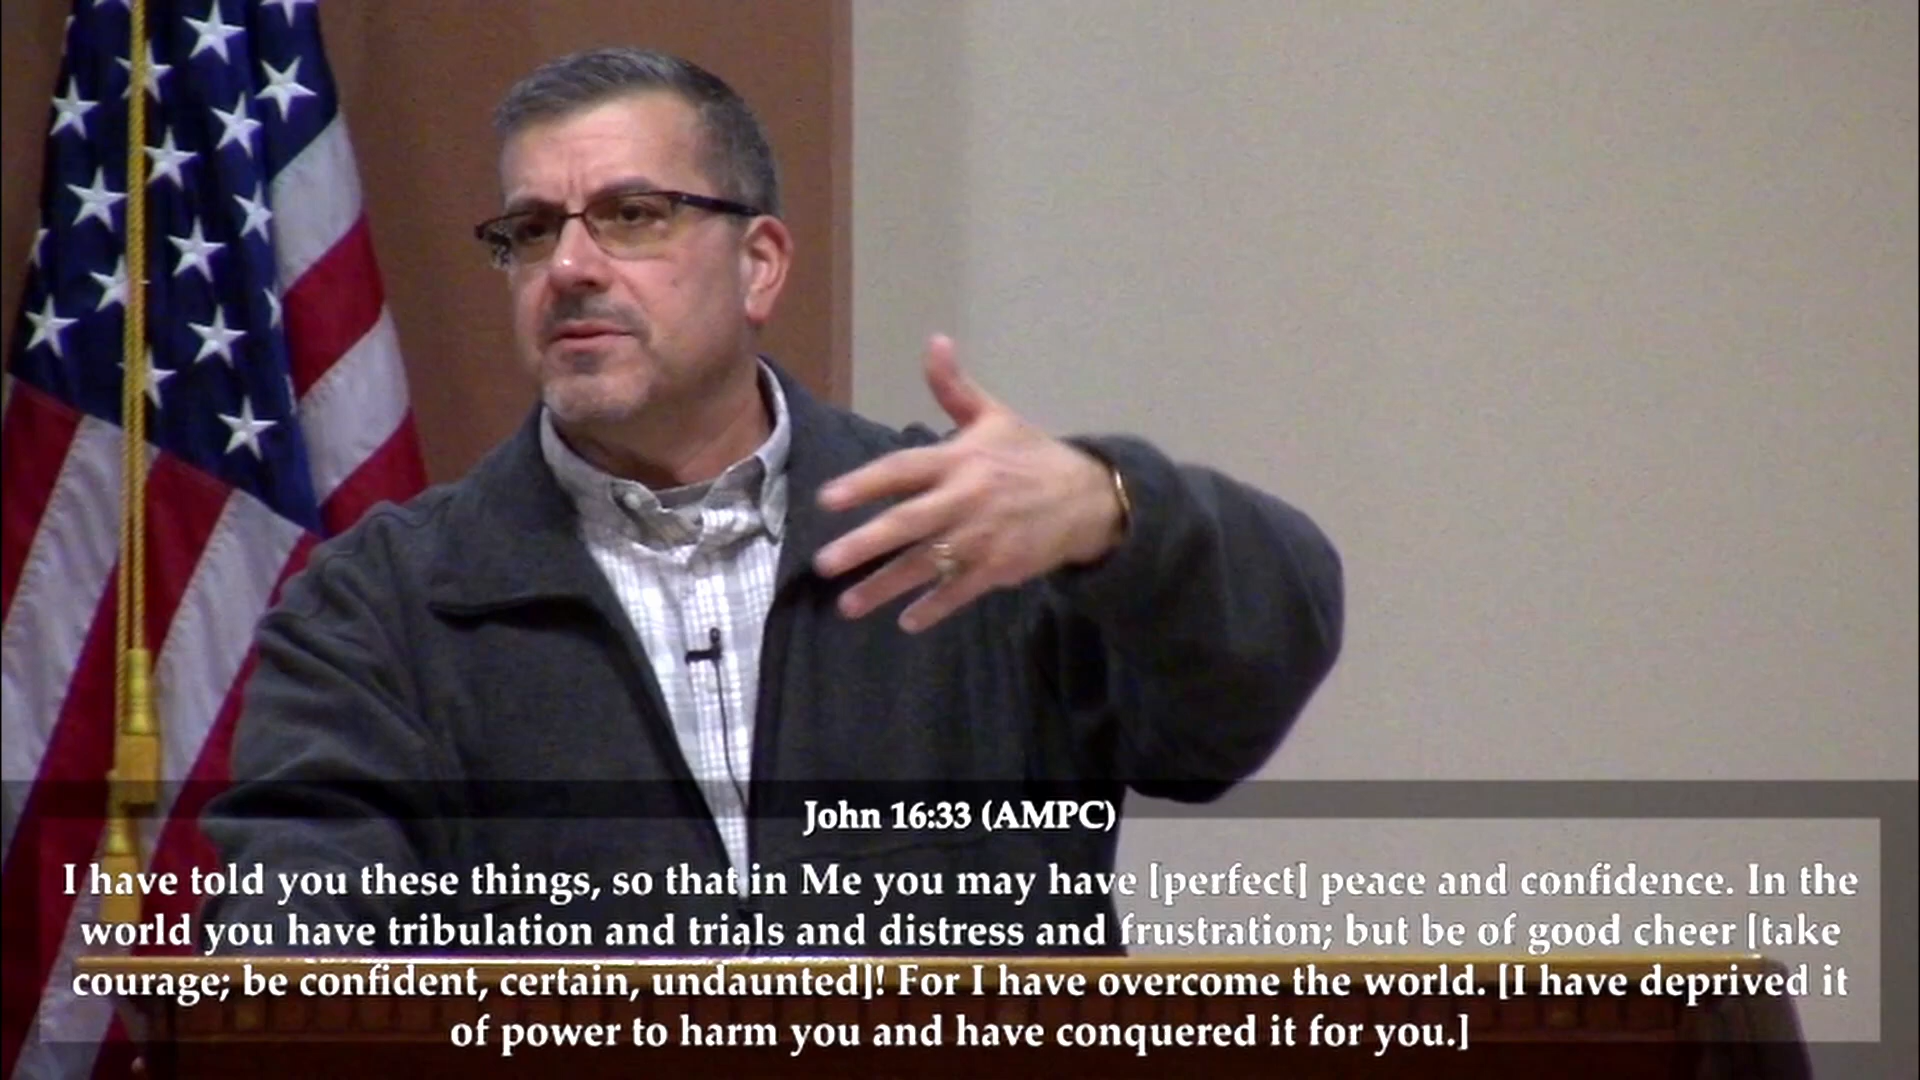 John 16:33 (AMPC)
I have told you these things, so that in Me you may have [perfect] peace and confidence. In the
world you have tribulation and trials and distress and frustration; but be of good cheer [take
courage; be confident, certain, undaunted]! For I have overcome the world. [I have deprived it
of power to harm you and have conquered it for you.]